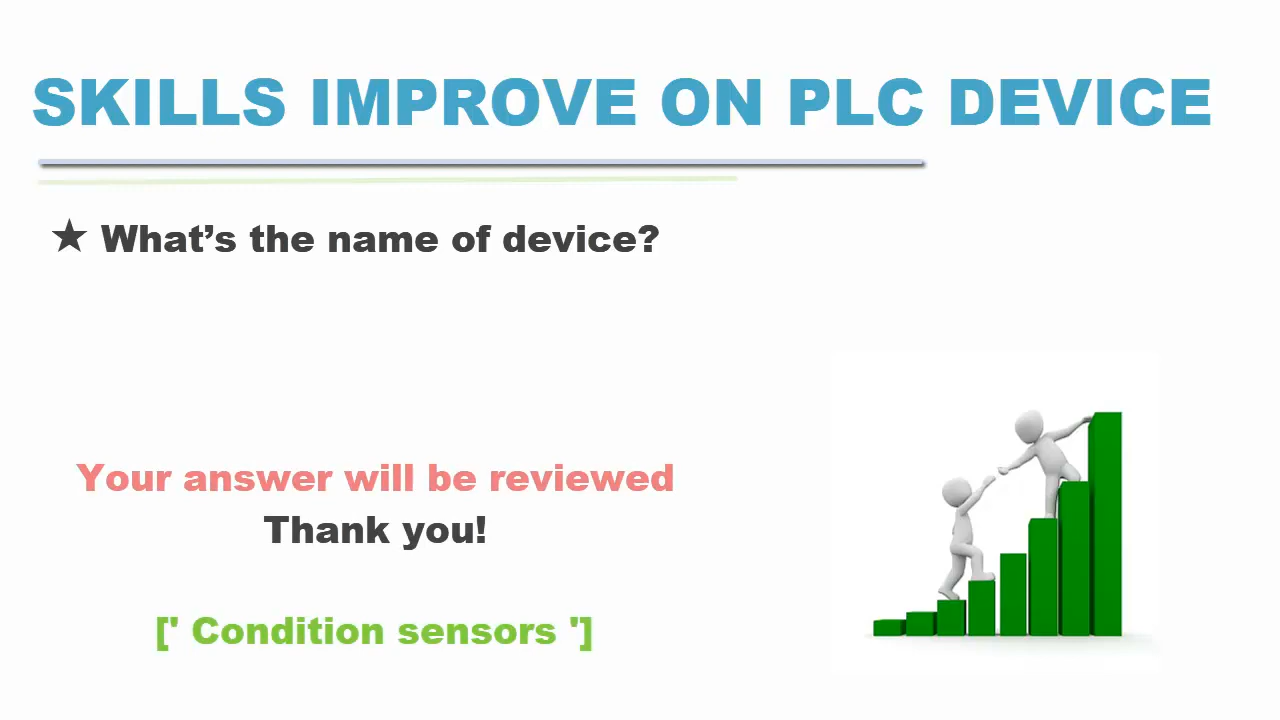 SKILLS IMPROVE ON PLC DEVICE
★ What’s the name of device?
Your answer will be reviewed
Thank you!
[' Condition sensors ']